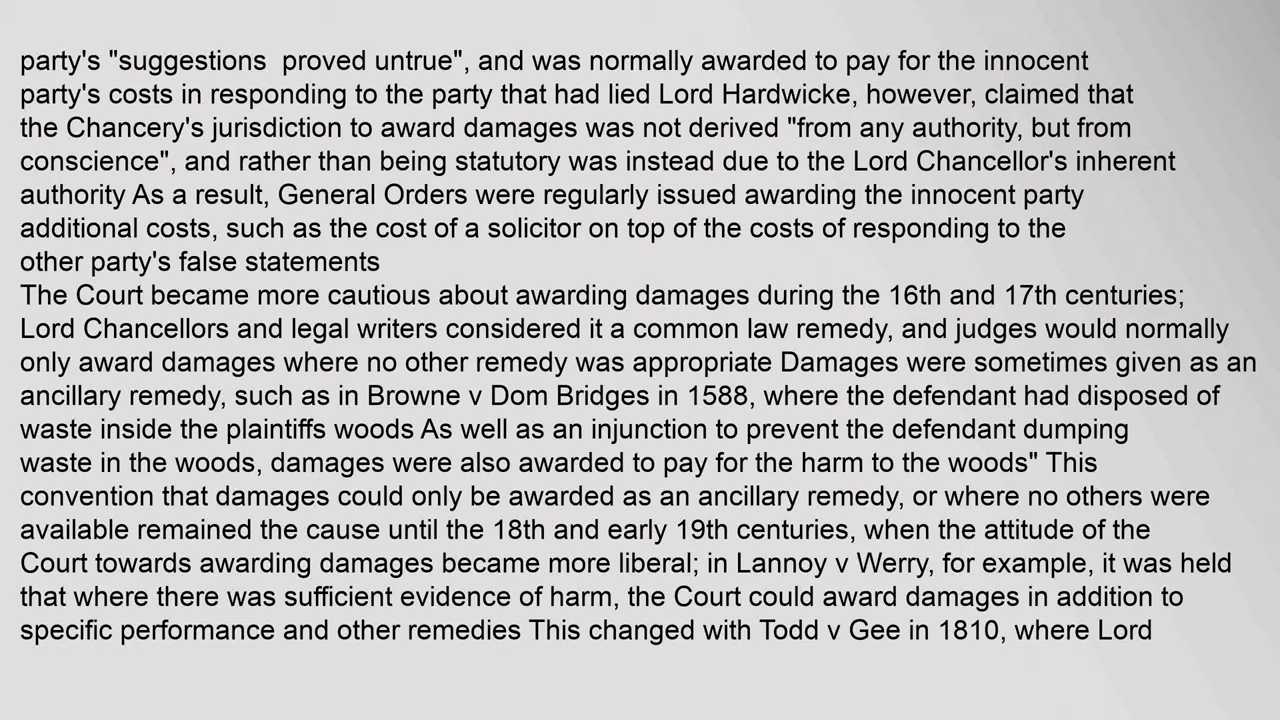 party's "suggestions  proved untrue", and was normally awarded to pay for the innocent
party's costs in responding to the party that had lied Lord Hardwicke, however, claimed that
the Chancery's jurisdiction to award damages was not derived "from any authority, but from
conscience", and rather than being statutory was instead due to the Lord Chancellor's inherent
authority As a result, General Orders were regularly issued awarding the innocent party
additional costs, such as the cost of a solicitor on top of the costs of responding to the
other party's false statements
The Court became more cautious about awarding damages during the 16th and 17th centuries;
Lord Chancellors and legal writers considered it a common law remedy, and judges would normally
only award damages where no other remedy was appropriate Damages were sometimes given as an
ancillary remedy, such as in Browne v Dom Bridges in 1588, where the defendant had disposed of
waste inside the plaintiffs woods As well as an injunction to prevent the defendant dumping
waste in the woods, damages were also awarded to pay for the harm to the woods" This
convention that damages could only be awarded as an ancillary remedy, or where no others were
available remained the cause until the 18th and early 19th centuries, when the attitude of the
Court towards awarding damages became more liberal; in Lannoy v Werry, for example, it was held
that where there was sufficient evidence of harm, the Court could award damages in addition to
specific performance and other remedies This changed with Todd v Gee in 1810, where Lord